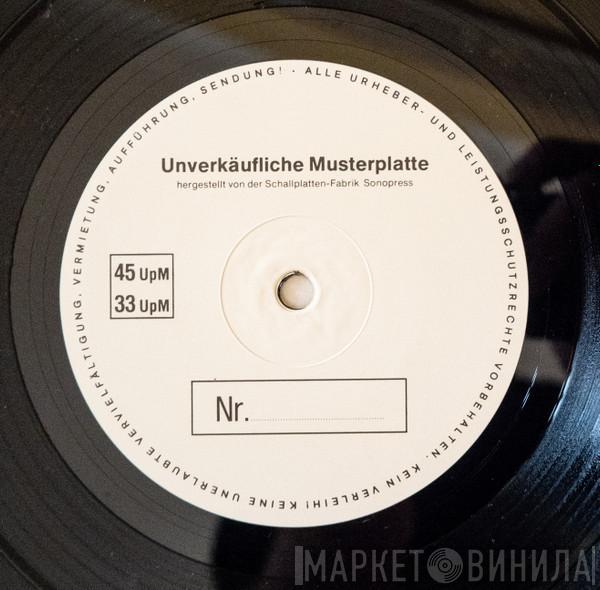 Unverkäufliche Musterplatte
hergestellt von der Schallplatten-Fabrik Sonopress
45 UpM
33 UpM
Nr.
ALLE URHEBER- UND LEISTUNGSSCHUTZRECHTE VORBEHALTEN. KEIN VERLEIH! KEINE UNERLAUBTE VERVIELFÄLTIGUNG, VERMIETUNG, AUFFÜHRUNG, SENDUNG! ·
МАРКЕТ ВИНИЛА